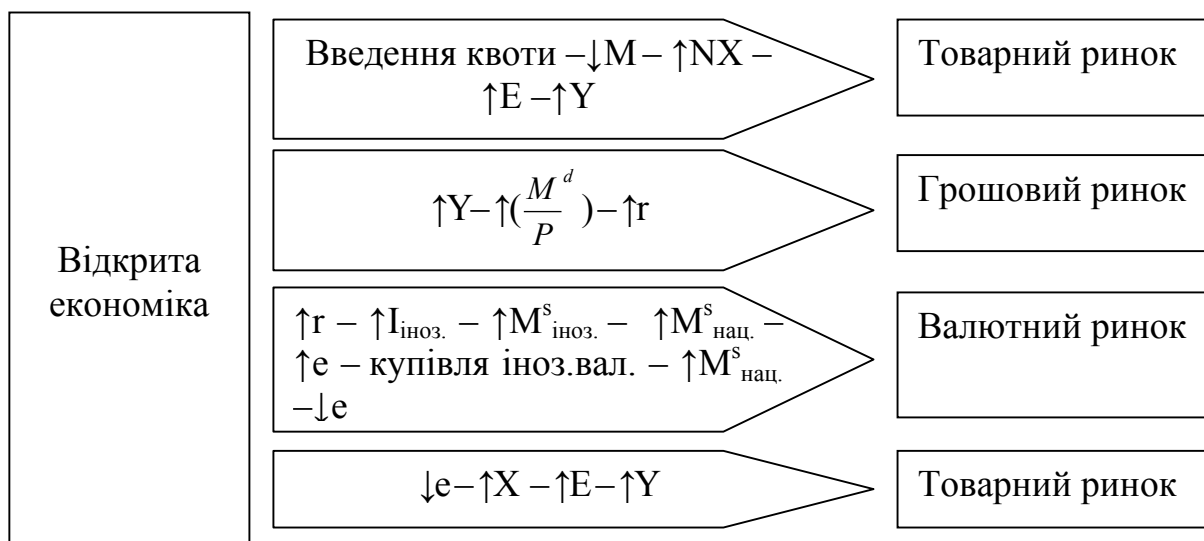 Відкрита
економіка
Введення квоти –↓M – ↑NX –
↑E –↑Y
Товарний ринок
↑Y– ↑(M^d/P) – ↑r
Грошовий ринок
↑r – ↑I іноз. – ↑M^s іноз. – ↑M^s нац. –
↑e – купівля іноз.вал. – ↑M^s нац.
–↓e
Валютний ринок
↓e – ↑X – ↑E – ↑Y
Товарний ринок